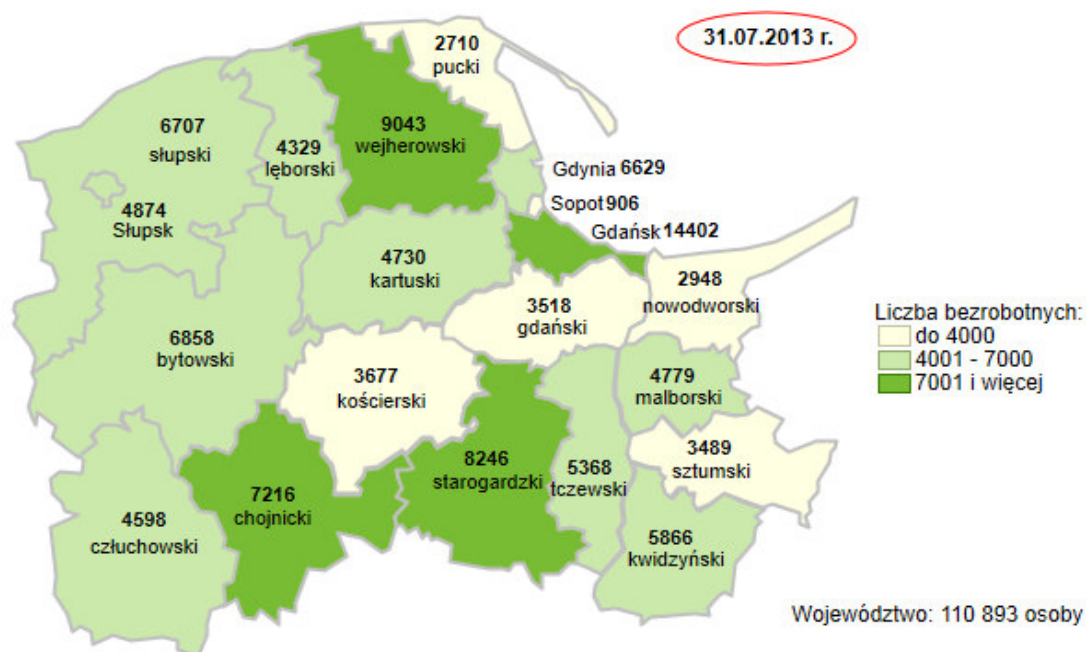 31.07.2013 r.
2710
pucki
9043
wejherowski
6707
słupski
4329
lęborski
Gdynia 6629
Sopot 906
Gdańsk 14402
4874
Słupsk
4730
kartuski
2948
nowodworski
3518
gdański
Liczba bezrobotnych:
do 4000
4001 - 7000
7001 i więcej
6858
bytowski
3677
kościerski
4779
malborski
3489
sztumski
8246
starogardzki
5368
tczewski
7216
chojnicki
4598
człuchowski
5866
kwidzyński
Województwo: 110 893 osoby